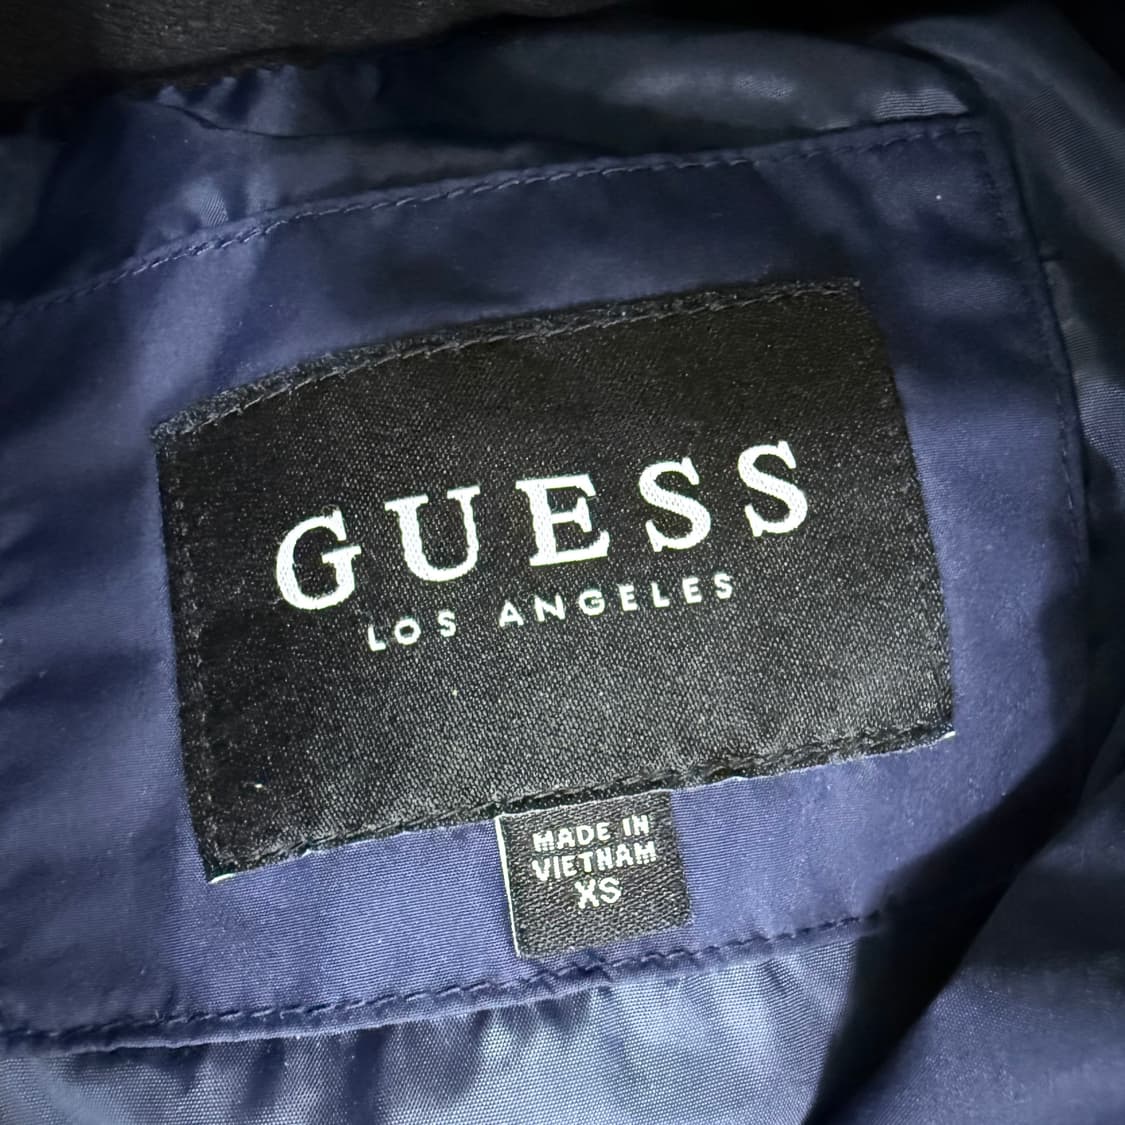 GUESS
LOS ANGELES
MADE IN
VIETNAM
XS